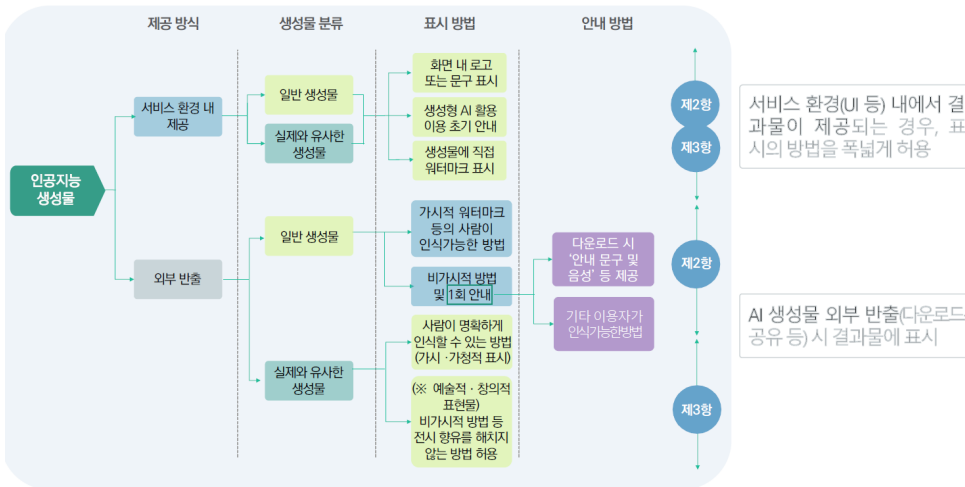 제공 방식
생성물 분류
표시 방법
안내 방법
인공지능
생성물
서비스 환경 내
제공
일반 생성물
실제와 유사한
생성물
화면 내 로고
또는 문구 표시
생성형 AI 활용
이용 초기 안내
생성물에 직접
워터마크 표시
제2항
제3항
서비스 환경(UI 등) 내에서 결
과물이 제공되는 경우, 표
시의 방법을 폭넓게 허용
외부 반출
일반 생성물
가시적 워터마크
등의 사람이
인식가능한 방법
비가시적 방법
및 1회 안내
다운로드 시
‘안내 문구 및
음성’ 등 제공
기타 이용자가
인식가능한방법
제2항
실제와 유사한
생성물
사람이 명확하게
인식할 수 있는 방법
(가시·가청적 표시)
(※ 예술적·창의적
표현물)
비가시적 방법 등
전시 향유를 해치지
않는 방법 허용
제3항
AI 생성물 외부 반출(다운로드
공유 등) 시 결과물에 표시